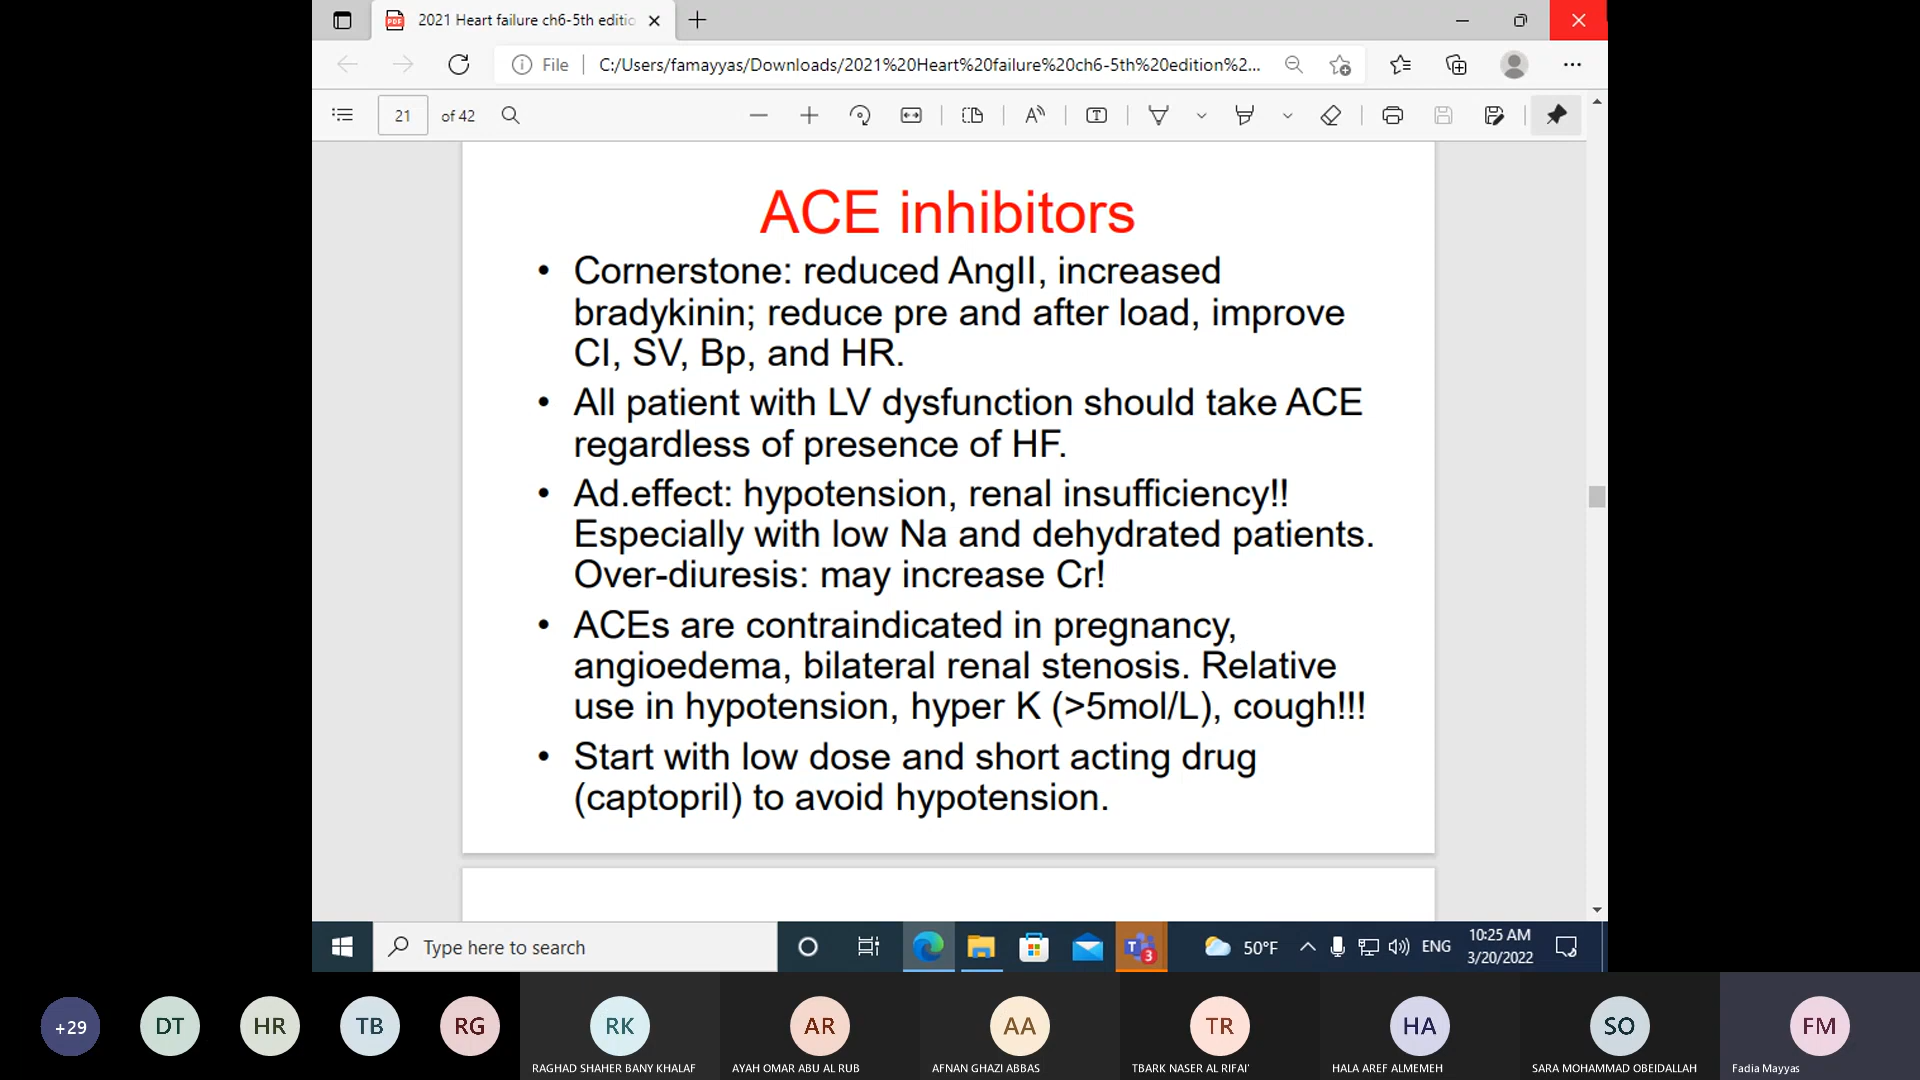 2021 Heart failure ch6-5th editio
File
C:/Users/famayyas/Downloads/2021%20Heart%20failure%20ch6-5th%20edition%2...
21 of 42
ACE inhibitors
• Cornerstone: reduced AngII, increased
bradykinin; reduce pre and after load, improve
CI, SV, Bp, and HR.
• All patient with LV dysfunction should take ACE
regardless of presence of HF.
• Ad.effect: hypotension, renal insufficiency!!
Especially with low Na and dehydrated patients.
Over-diuresis: may increase Cr!
• ACEs are contraindicated in pregnancy,
angioedema, bilateral renal stenosis. Relative
use in hypotension, hyper K (>5mol/L), cough!!!
• Start with low dose and short acting drug
(captopril) to avoid hypotension.
Type here to search
3
50°F
ENG
10:25 AM
3/20/2022
+29
DT
HR
TB
RG
RK
AR
AA
TR
HA
SO
FM
RAGHAD SHAHER BANY KHALAF
AYAH OMAR ABU AL RUB
AFNAN GHAZI ABBAS
TBARK NASER AL RIFAI'
HALA AREF ALMEMEH
SARA MOHAMMAD OBEIDALLAH
Fadia Mayyas